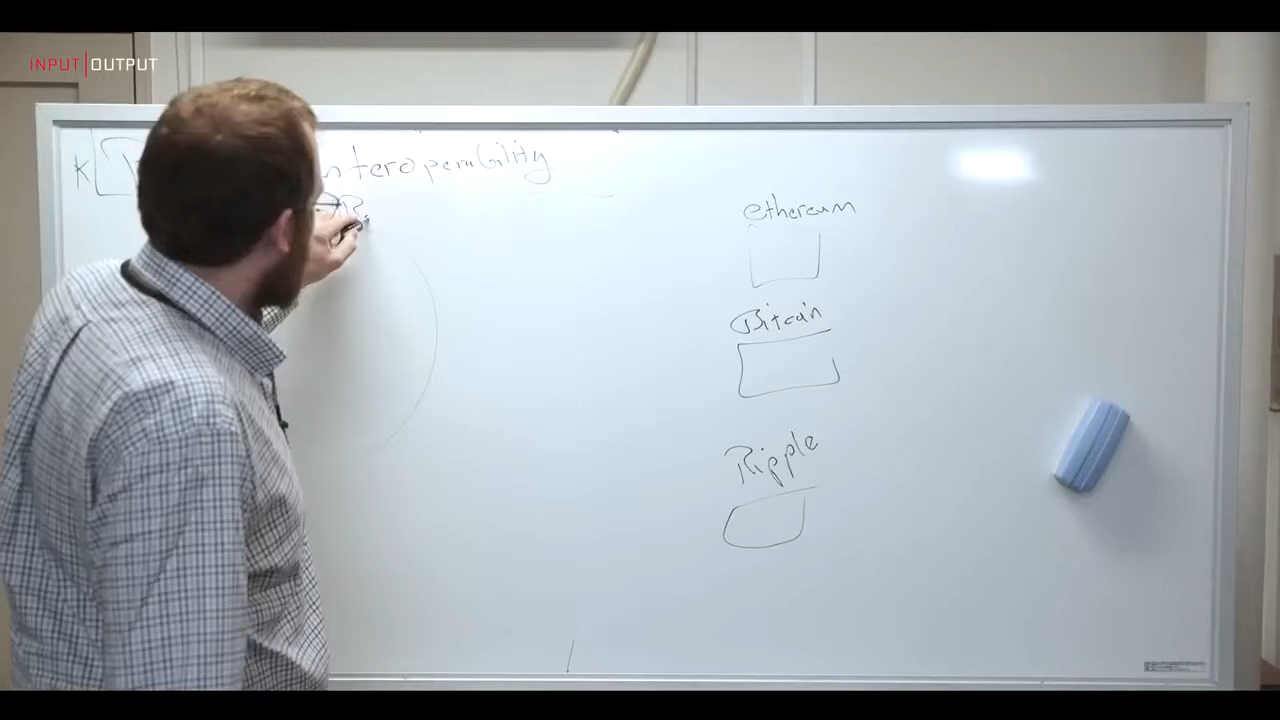 INPUT|OUTPUT
K
nteroperability
ethereum
Bitcoin
Ripple